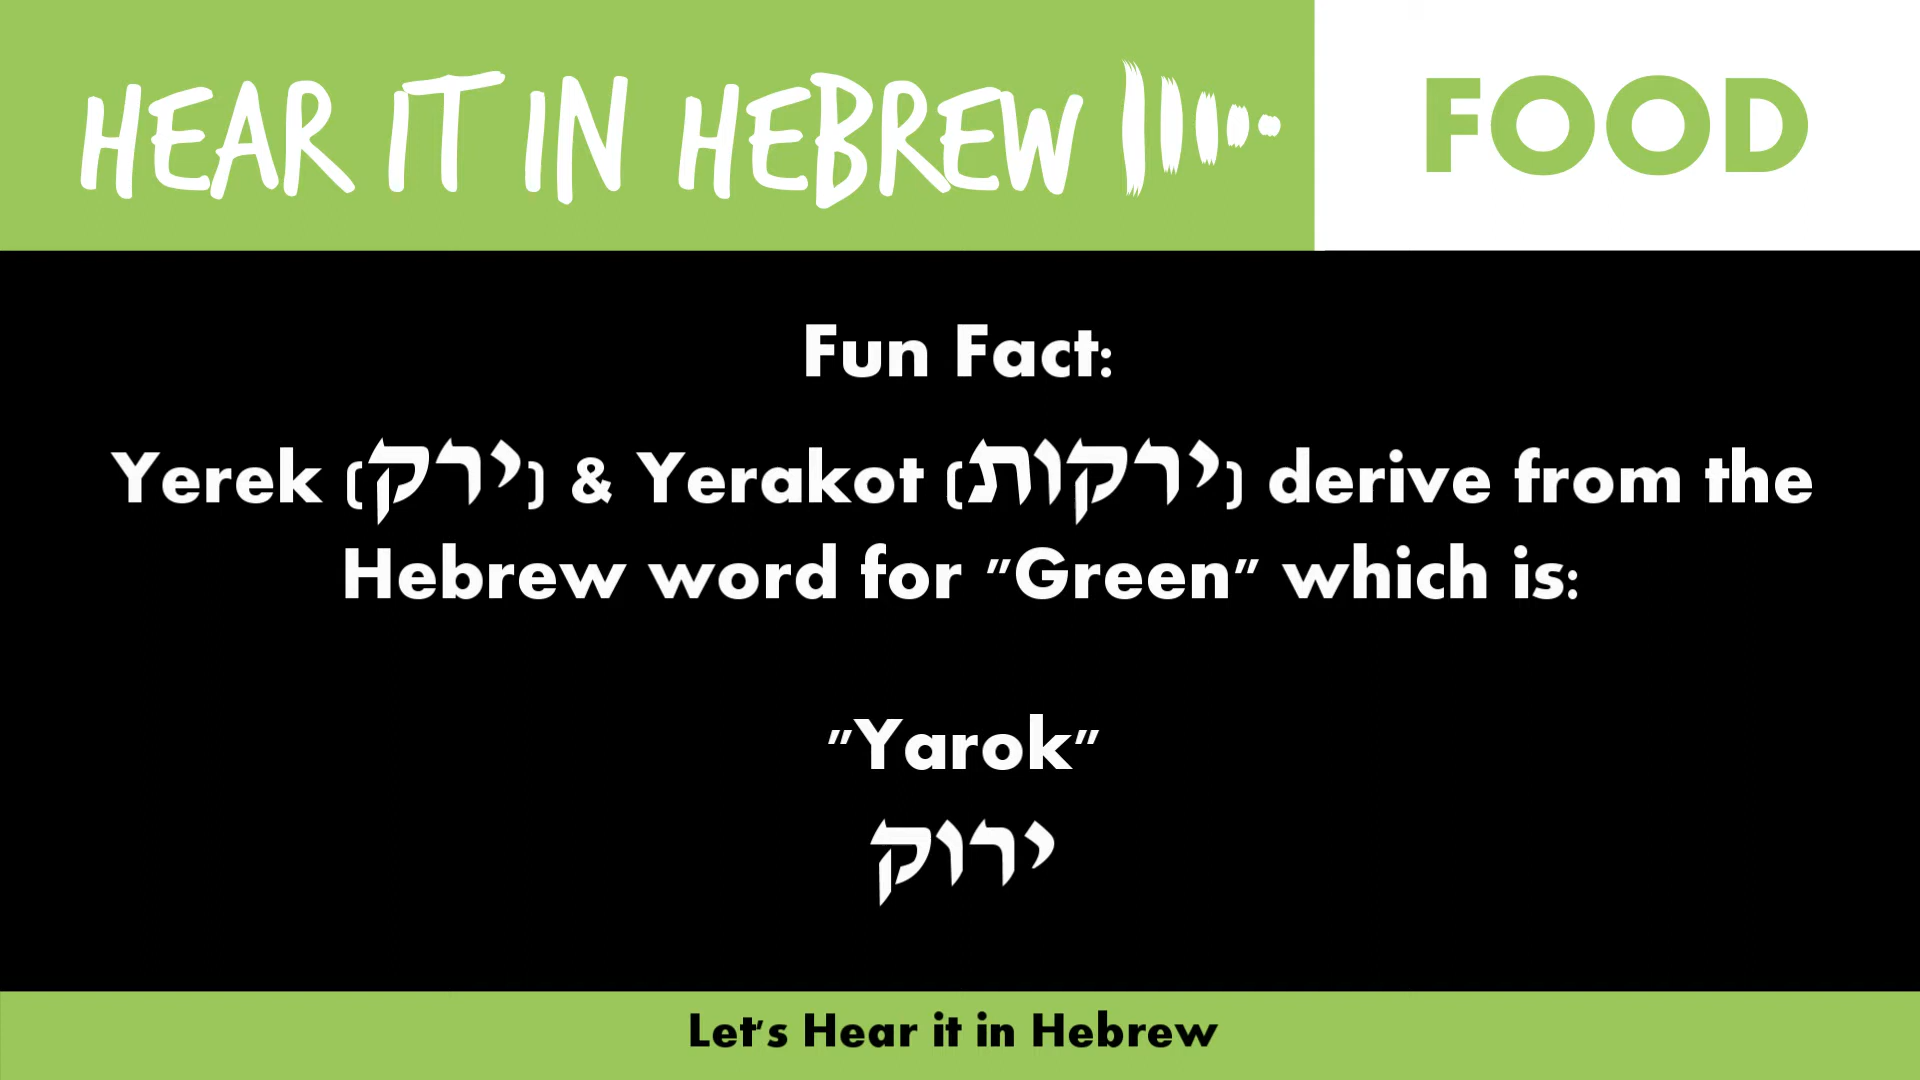 HEAR IT IN HEBREW
FOOD
Fun Fact:
Yerek (ירק) & Yerakot (ירקות) derive from the
Hebrew word for "Green" which is:
"Yarok"
ירוק
Let's Hear it in Hebrew